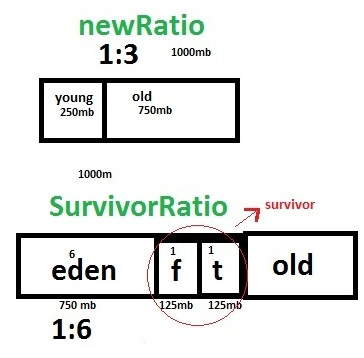 newRatio
1:3 1000mb
young old
250mb 750mb
1000m
SurvivorRatio
survivor
6 1 1
eden f t old
750 mb 125mb 125mb
1:6